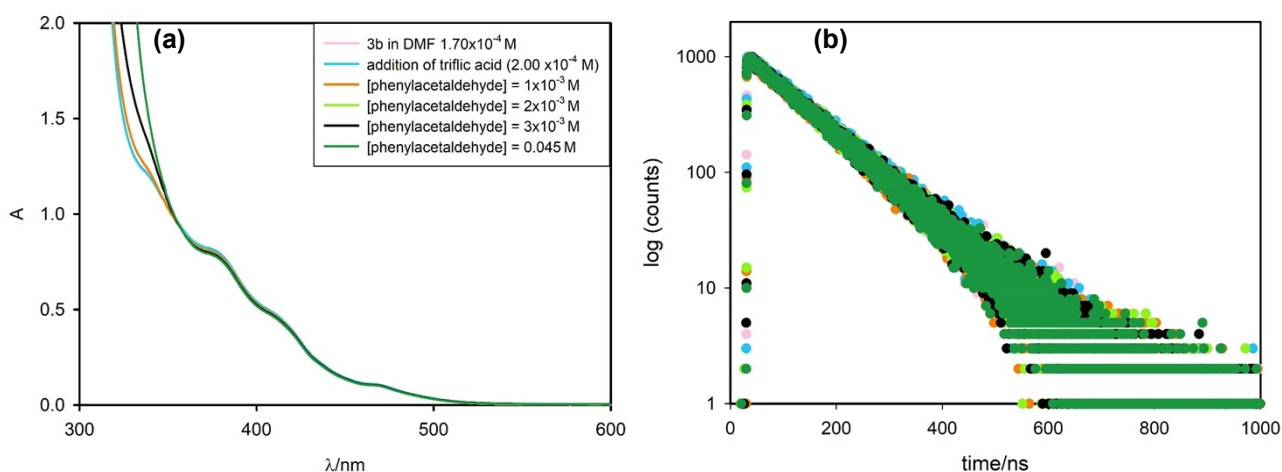 (a)
2.0
1.5
1.0
0.5
0.0
A
300
400
500
600
λ/nm
3b in DMF 1.70x10⁻⁴ M
addition of triflic acid (2.00 x10⁻⁴ M)
[phenylacetaldehyde] = 1x10⁻³ M
[phenylacetaldehyde] = 2x10⁻³ M
[phenylacetaldehyde] = 3x10⁻³ M
[phenylacetaldehyde] = 0.045 M
(b)
1000
100
10
1
log (counts)
0
200
400
600
800
1000
time/ns